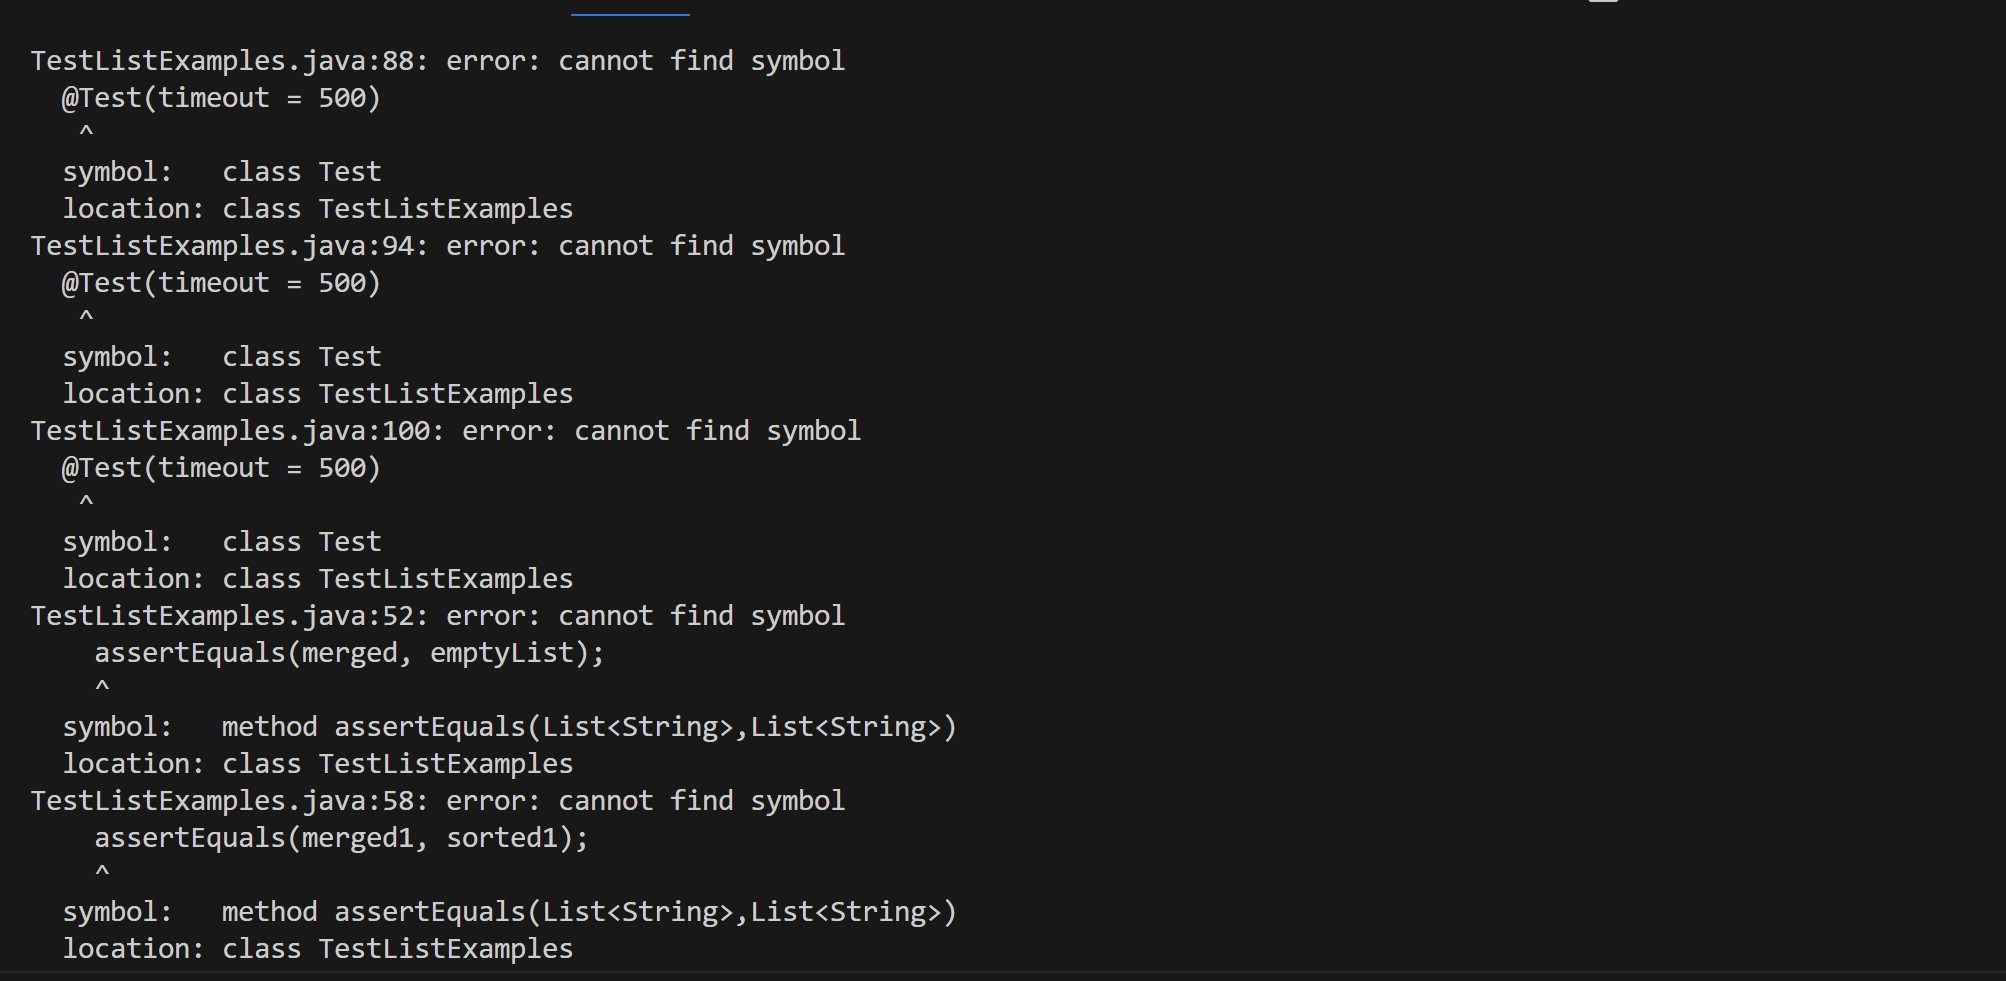 TestListExamples.java:88: error: cannot find symbol
  @Test(timeout = 500)
   ^
  symbol:   class Test
  location: class TestListExamples
TestListExamples.java:94: error: cannot find symbol
  @Test(timeout = 500)
   ^
  symbol:   class Test
  location: class TestListExamples
TestListExamples.java:100: error: cannot find symbol
  @Test(timeout = 500)
   ^
  symbol:   class Test
  location: class TestListExamples
TestListExamples.java:52: error: cannot find symbol
    assertEquals(merged, emptyList);
    ^
  symbol:   method assertEquals(List<String>,List<String>)
  location: class TestListExamples
TestListExamples.java:58: error: cannot find symbol
    assertEquals(merged1, sorted1);
    ^
  symbol:   method assertEquals(List<String>,List<String>)
  location: class TestListExamples